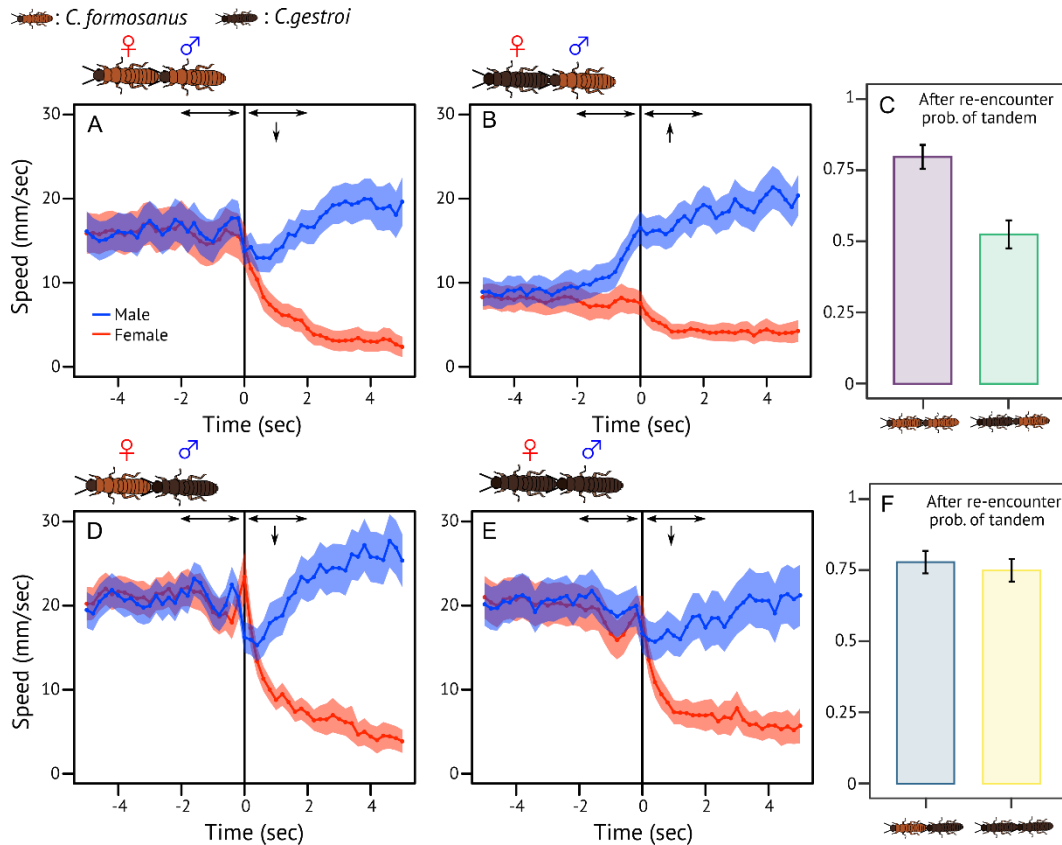 : C. formosanus : C.gestroi
♀ ♂ ♀ ♂
A
30
20
10
0
Speed (mm/sec)
Male
Female
-4 -2 0 2 4
Time (sec)
B
30
20
10
0
Speed (mm/sec)
-4 -2 0 2 4
Time (sec)
C
After re-encounter
prob. of tandem
1
0.75
0.5
0.25
0
♀ ♂ ♀ ♂
D
30
20
10
0
Speed (mm/sec)
-4 -2 0 2 4
Time (sec)
E
30
20
10
0
-4 -2 0 2 4
Time (sec)
F
After re-encounter
prob. of tandem
1
0.75
0.5
0.25
0